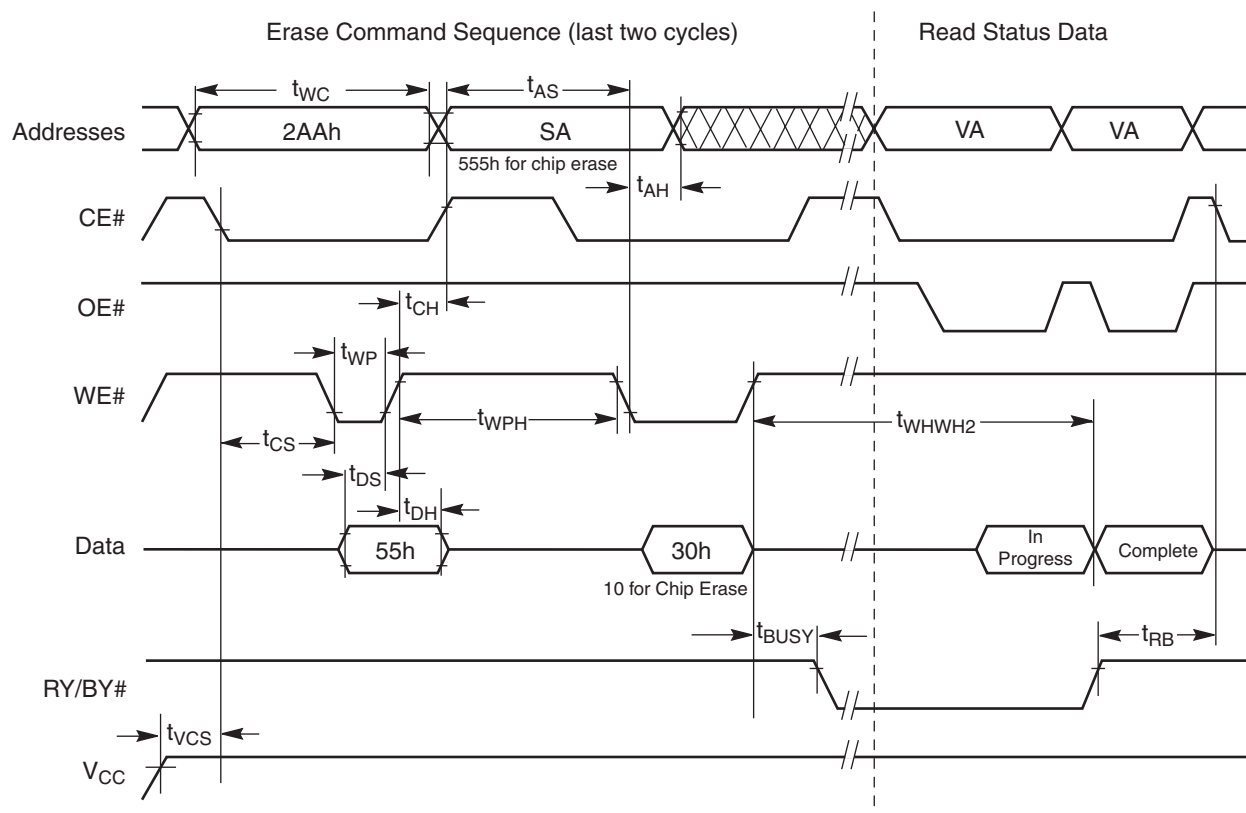 Erase Command Sequence (last two cycles)
Read Status Data
tWC
tAS
Addresses
2AAh
SA
VA
VA
555h for chip erase
tAH
CE#
OE#
tCH
tWP
WE#
tWPH
tWHWH2
tCS
tDS
tDH
Data
55h
30h
In
Progress
Complete
10 for Chip Erase
tBUSY
tRB
RY/BY#
tVCS
VCC